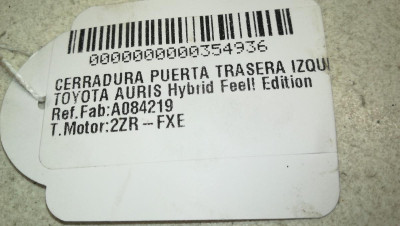 0000000000354936
CERRADURA PUERTA TRASERA IZQU
TOYOTA AURIS Hybrid Feel! Edition
Ref.Fab:A084219
T.Motor:2ZR--FXE